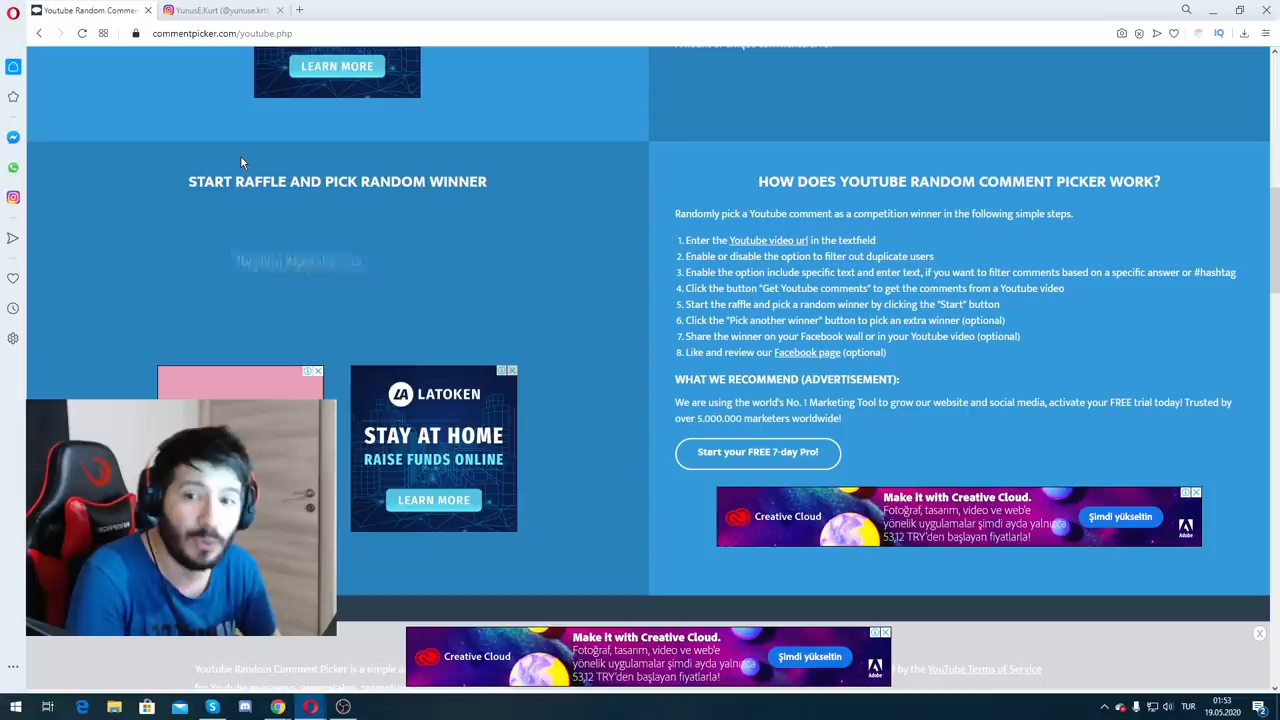 Youtube Random Commen
YunusE.Kurt (@yunuse.krtt
commentpicker.com/youtube.php
IQ
LEARN MORE
START RAFFLE AND PICK RANDOM WINNER
HOW DOES YOUTUBE RANDOM COMMENT PICKER WORK?
Randomly pick a Youtube comment as a competition winner in the following simple steps.
1. Enter the Youtube video url in the textfield
2. Enable or disable the option to filter out duplicate users
3. Enable the option include specific text and enter text, if you want to filter comments based on a specific answer or #hashtag
4. Click the button "Get Youtube comments" to get the comments from a Youtube video
5. Start the raffle and pick a random winner by clicking the "Start" button
6. Click the "Pick another winner" button to pick an extra winner (optional)
7. Share the winner on your Facebook wall or in your Youtube video (optional)
8. Like and review our Facebook page (optional)
WHAT WE RECOMMEND (ADVERTISEMENT):
We are using the world's No. 1 Marketing Tool to grow our website and social media, activate your FREE trial today! Trusted by
over 5.000.000 marketers worldwide!
Start your FREE 7-day Pro!
LA LATOKEN
STAY AT HOME
RAISE FUNDS ONLINE
LEARN MORE
Creative Cloud
Make it with Creative Cloud.
Fotoğraf, tasarım, video ve web'e
yönelik uygulamalar şimdi ayda yalnızca
53,12 TRY'den başlayan fiyatlarla!
Şimdi yükseltin
Adobe
Creative Cloud
Make it with Creative Cloud.
Fotoğraf, tasarım, video ve web'e
yönelik uygulamalar şimdi ayda yalnızca
53,12 TRY'den başlayan fiyatlarla!
Şimdi yükseltin
Adobe
X
Youtube Random Comment Picker is a simple a
d by the YouTube Terms of Service
TUR
01:53
19.05.2020
2